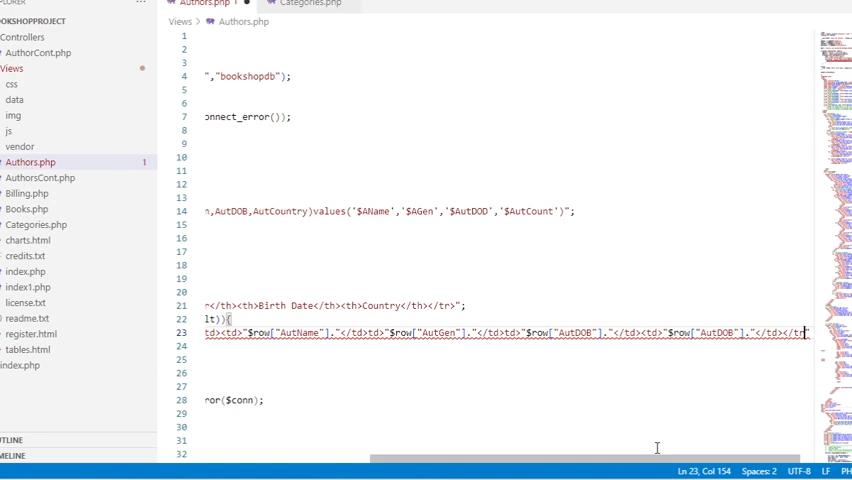 PLORER
Authors.php 1
Categories.php
OOKSHOPPROJECT
Views > Authors.php
Controllers
AuthorCont.php
Views
css
data
img
js
vendor
Authors.php 1
AuthorsCont.php
Billing.php
Books.php
Categories.php
charts.html
credits.txt
index.php
index1.php
license.txt
readme.txt
register.html
tables.html
index.php
UTLINE
MELINE
1
2
3
4 ","bookshopdb");
5
6
7 onnect_error());
8
9
10
11
12
13
14 n,AutDOB,AutCountry)values('$AName','$AGen','$AutDOD','$AutCount')";
15
16
17
18
19
20
21 r</th><th>Birth Date</th><th>Country</th></tr>";
22 lt)){
23 td><td>"$row["AutName"]."</td>td>"$row["AutGen"]."</td>td>"$row["AutDOB"]."</td><td>"$row["AutDOB"]."</td></tr"
24
25
26
27
28 ror($conn);
29
30
31
32
Ln 23, Col 154 Spaces: 2 UTF-8 LF PH